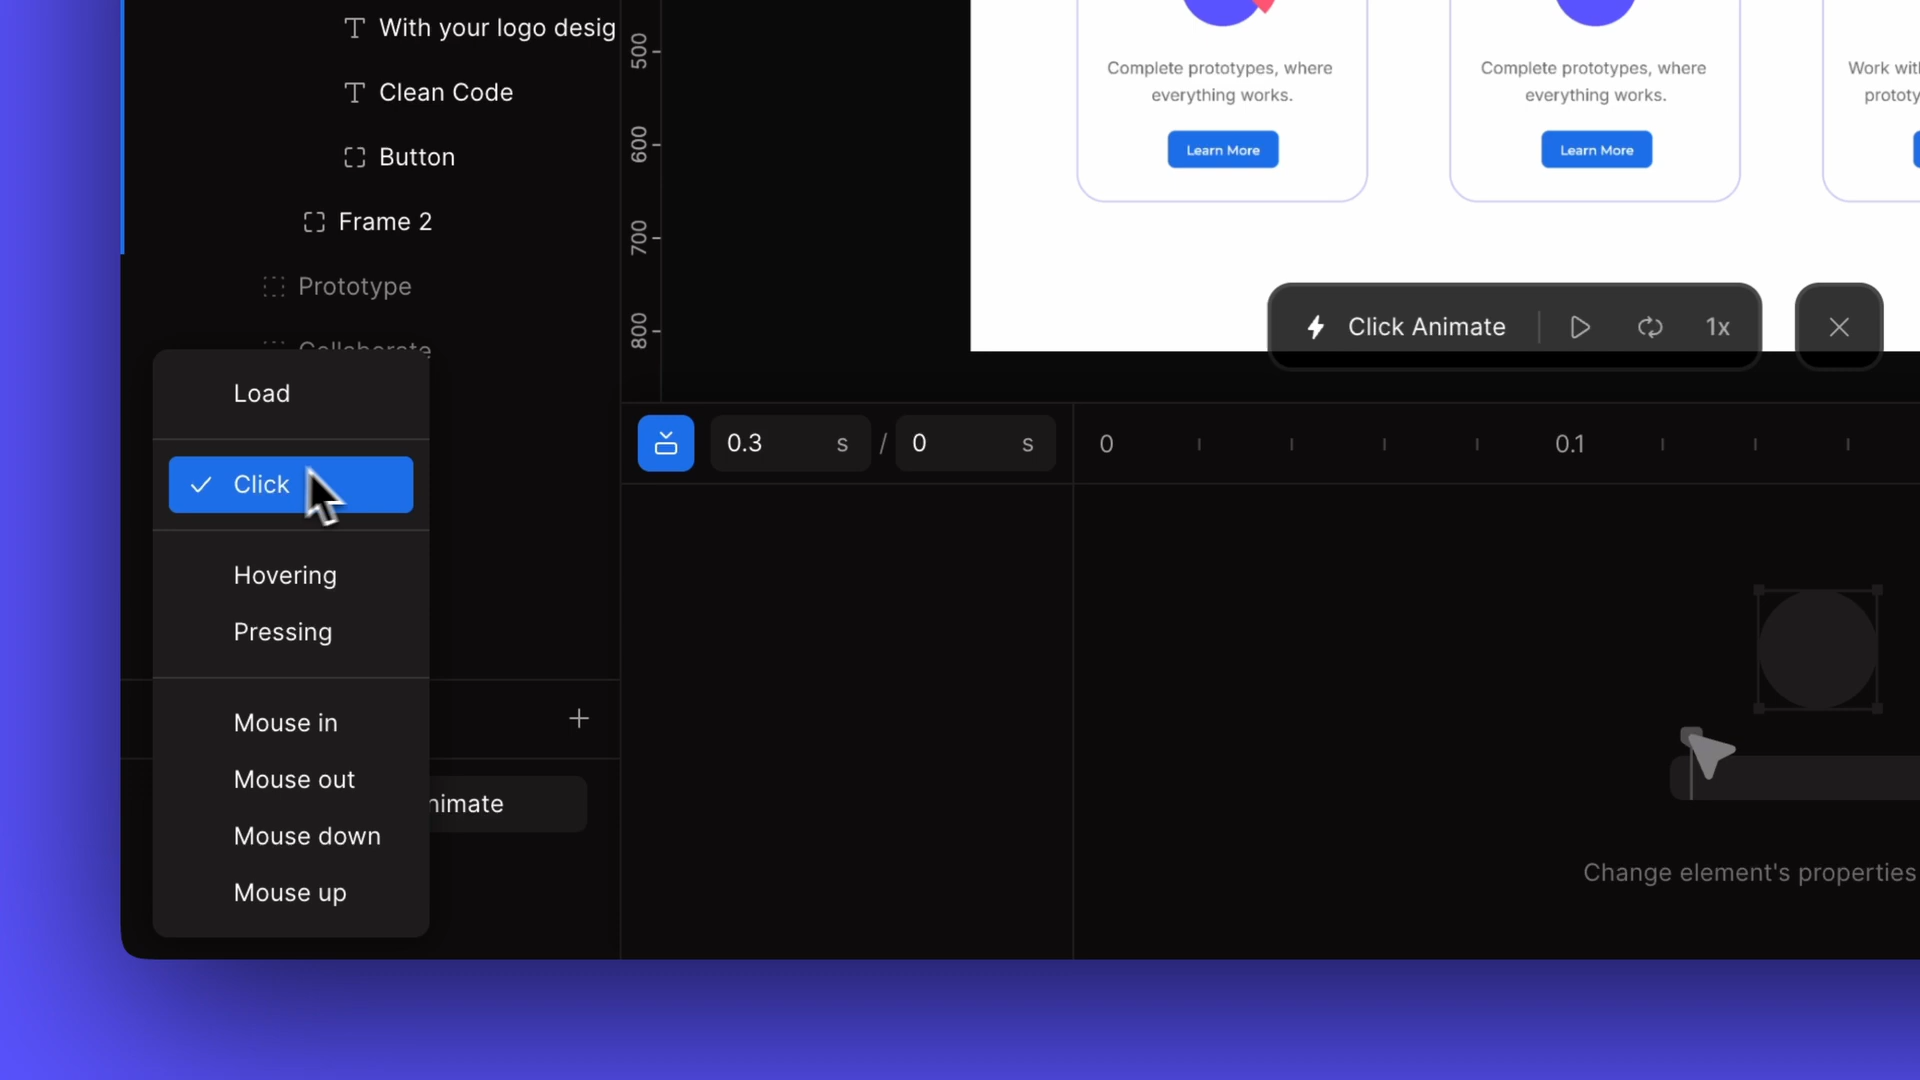 With your logo desig
Clean Code
Button
Frame 2
Prototype
Collaborate
Load
Click
Hovering
Pressing
Mouse in
Mouse out
Mouse down
Mouse up
nimate
500
600
700
800
Complete prototypes, where
everything works.
Learn More
Complete prototypes, where
everything works.
Learn More
Work with
prototy
Click Animate
1x
0.3 s / 0 s
0 0.1
Change element's properties